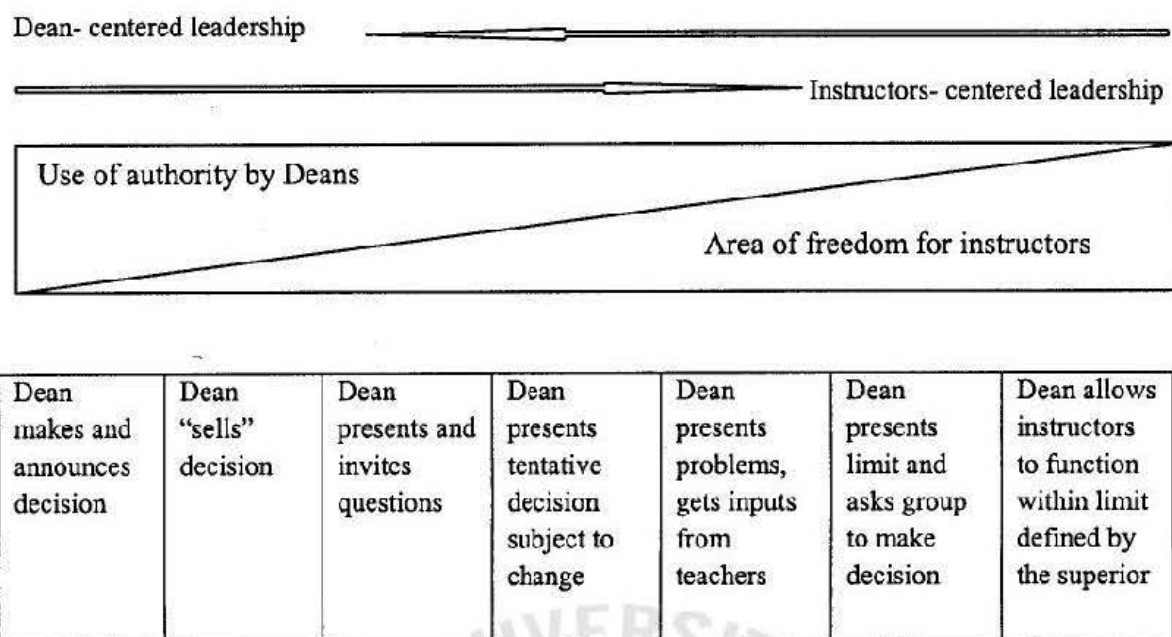 Dean- centered leadership
Instructors- centered leadership
Use of authority by Deans
Area of freedom for instructors
Dean
makes and
announces
decision
Dean
“sells”
decision
Dean
presents and
invites
questions
Dean
presents
tentative
decision
subject to
change
Dean
presents
problems,
gets inputs
from
teachers
Dean
presents
limit and
asks group
to make
decision
Dean allows
instructors
to function
within limit
defined by
the superior